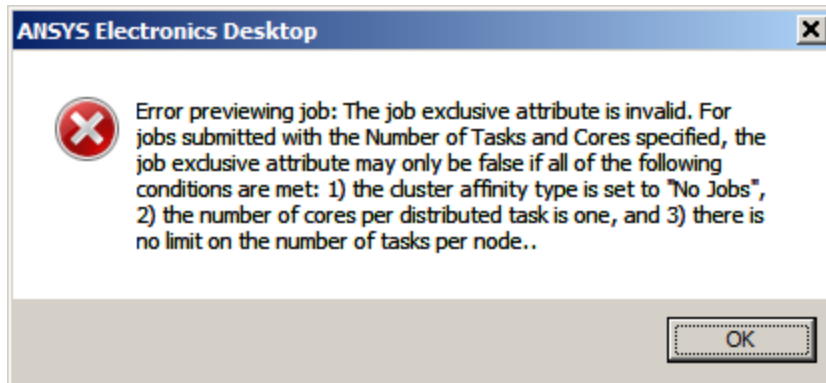 ANSYS Electronics Desktop
Error previewing job: The job exclusive attribute is invalid. For
jobs submitted with the Number of Tasks and Cores specified, the
job exclusive attribute may only be false if all of the following
conditions are met: 1) the cluster affinity type is set to "No Jobs",
2) the number of cores per distributed task is one, and 3) there is
no limit on the number of tasks per node..
OK